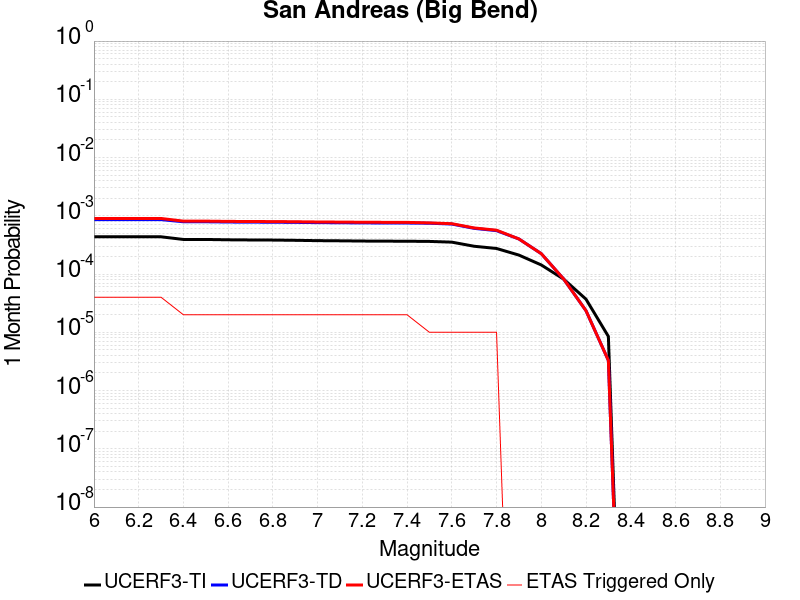 San Andreas (Big Bend)
10^0
10^-1
10^-2
10^-3
10^-4
10^-5
10^-6
10^-7
10^-8
1 Month Probability
6 6.2 6.4 6.6 6.8 7 7.2 7.4 7.6 7.8 8 8.2 8.4 8.6 8.8 9
Magnitude
UCERF3-TI UCERF3-TD UCERF3-ETAS ETAS Triggered Only